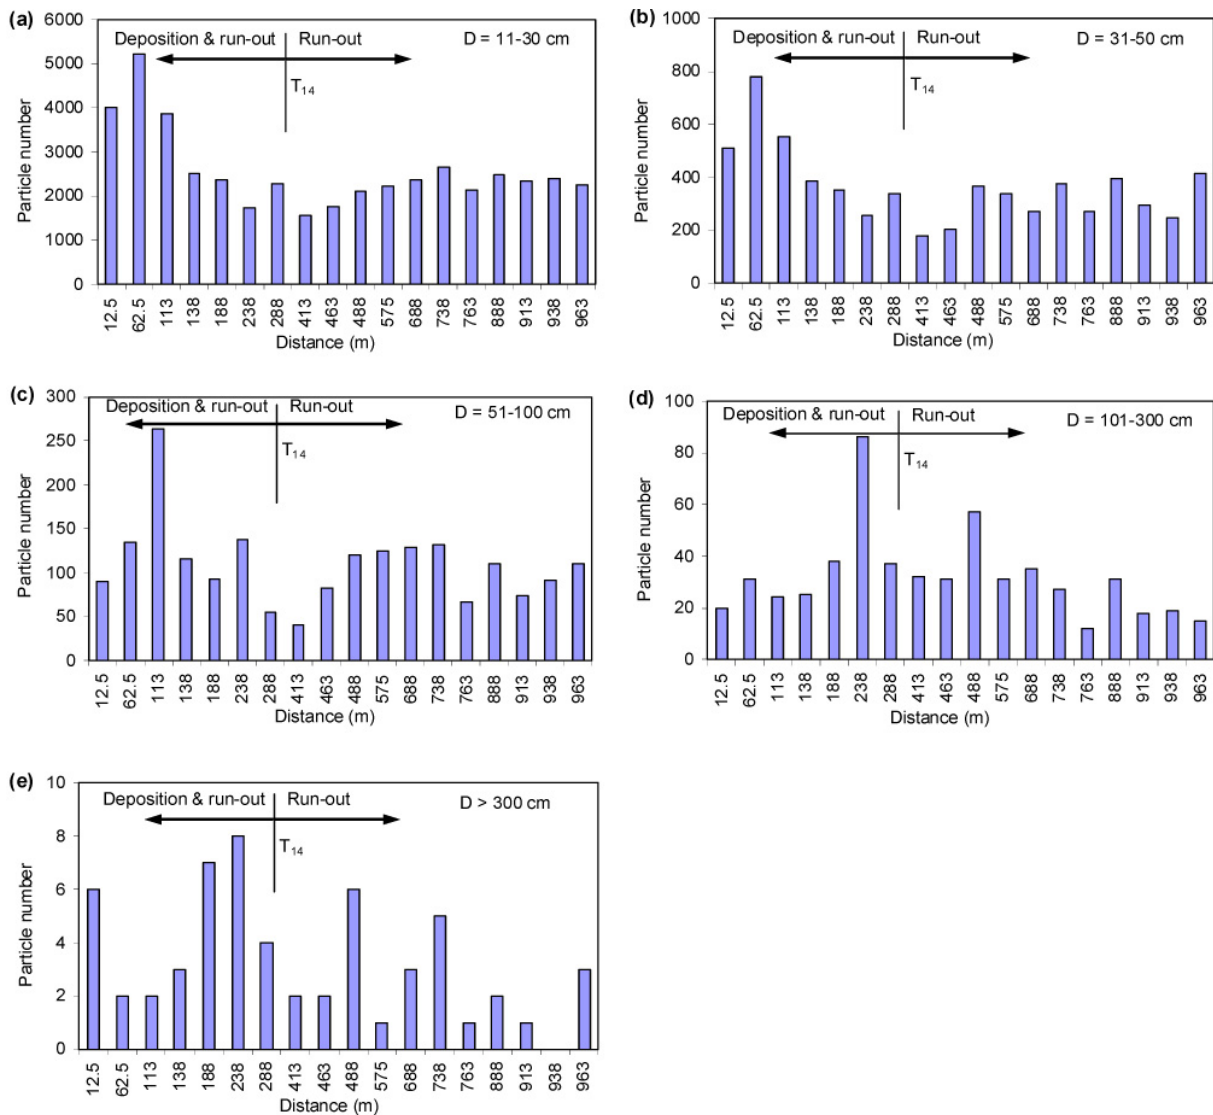 (a)
6000
5000
4000
3000
2000
1000
0
Particle number
Deposition & run-out
Run-out
D = 11-30 cm
T14
12.5 62.5 113 138 188 238 288 413 463 488 575 688 738 763 888 913 938 963
Distance (m)
(b)
1000
800
600
400
200
0
Particle number
Deposition & run-out
Run-out
D = 31-50 cm
T14
12.5 62.5 113 138 188 238 288 413 463 488 575 688 738 763 888 913 938 963
Distance (m)
(c)
300
250
200
150
100
50
0
Particle number
Deposition & run-out
Run-out
D = 51-100 cm
T14
12.5 62.5 113 138 188 238 288 413 463 488 575 688 738 763 888 913 938 963
Distance (m)
(d)
100
80
60
40
20
0
Particle number
Deposition & run-out
Run-out
D = 101-300 cm
T14
12.5 62.5 113 138 188 238 288 413 463 488 575 688 738 763 888 913 938 963
Distance (m)
(e)
10
8
6
4
2
0
Particle number
Deposition & run-out
Run-out
D > 300 cm
T14
12.5 62.5 113 138 188 238 288 413 463 488 575 688 738 763 888 913 938 963
Distance (m)